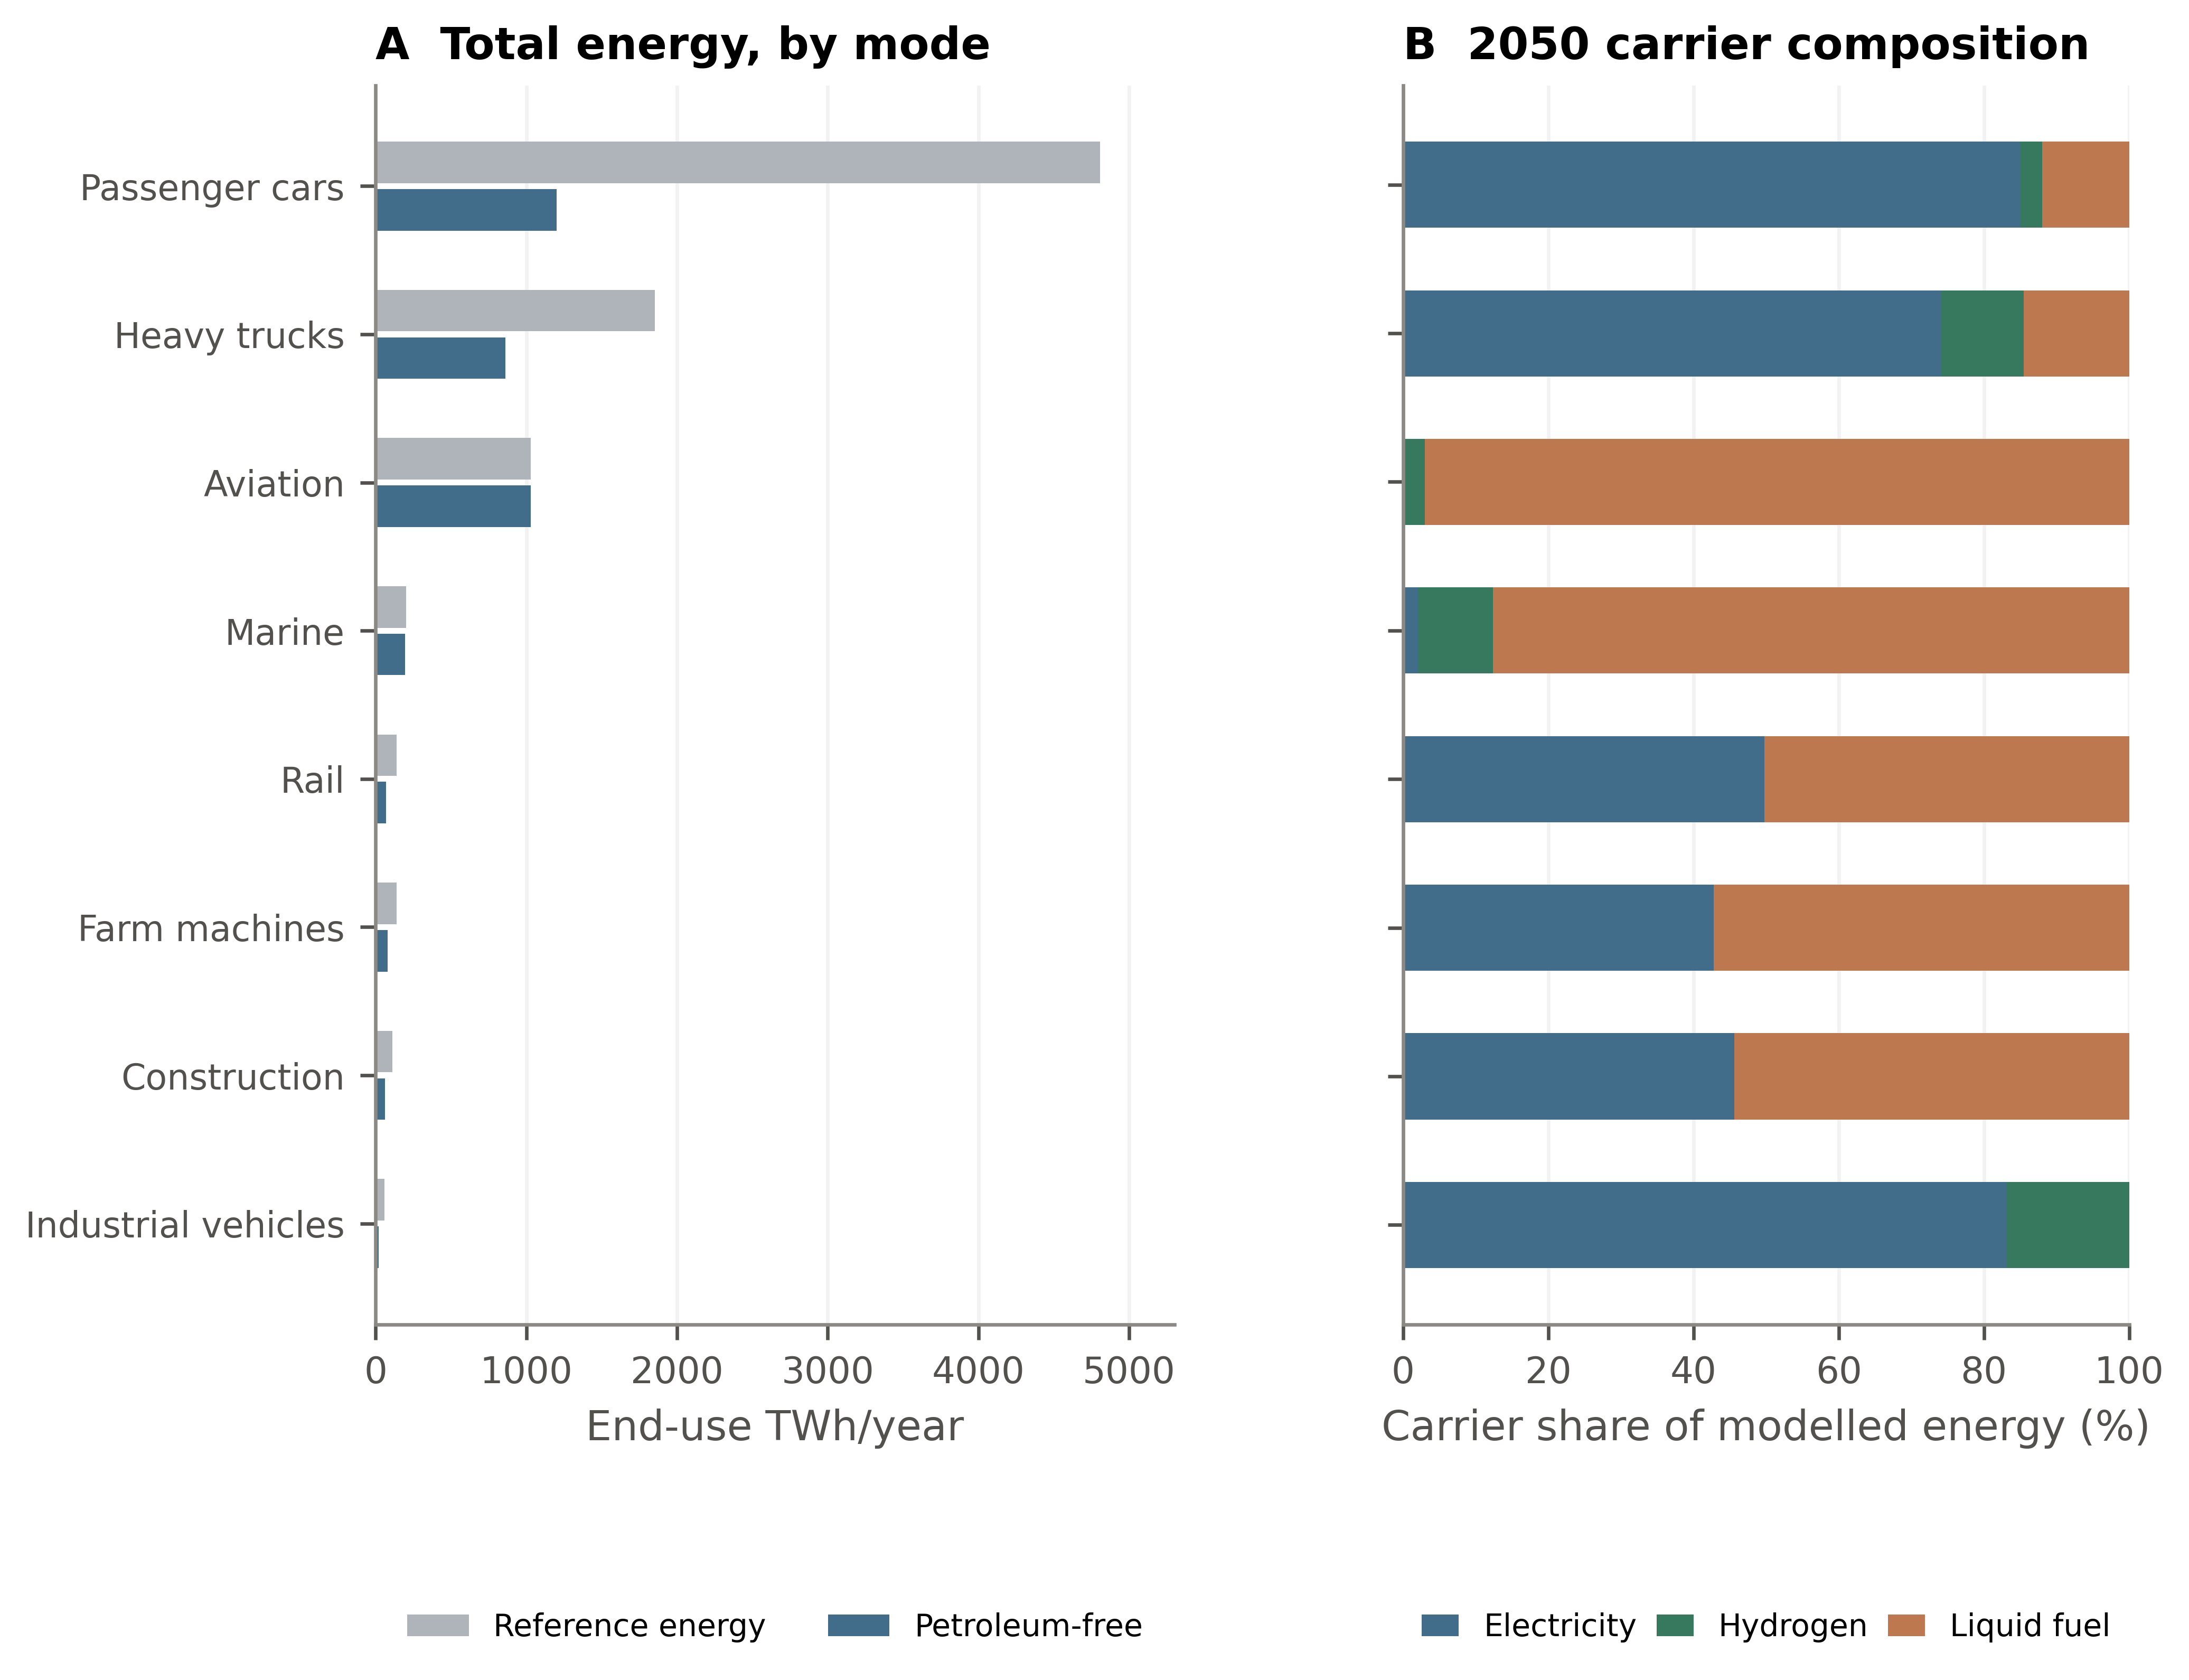 A Total energy, by mode
Passenger cars
Heavy trucks
Aviation
Marine
Rail
Farm machines
Construction
Industrial vehicles
0 1000 2000 3000 4000 5000
End-use TWh/year
Reference energy Petroleum-free
B 2050 carrier composition
0 20 40 60 80 100
Carrier share of modelled energy (%)
Electricity Hydrogen Liquid fuel